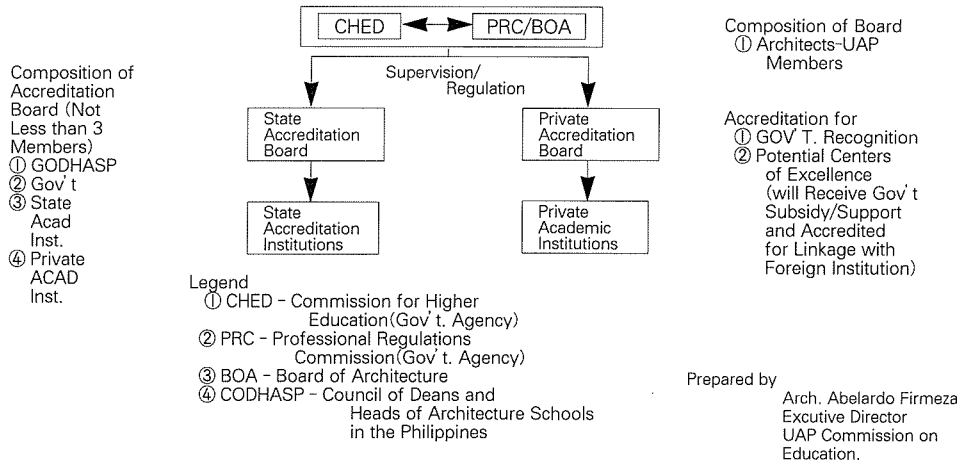 CHED
PRC/BOA
Supervision/
Regulation
State
Accreditation
Board
Private
Accreditation
Board
State
Accreditation
Institutions
Private
Academic
Institutions
Composition of
Accreditation
Board (Not
Less than 3
Members)
① GODHASP
② Gov't
③ State
Acad
Inst.
④ Private
ACAD
Inst.
Composition of Board
① Architects-UAP
Members
Accreditation for
① GOV'T. Recognition
② Potential Centers
of Excellence
(will Receive Gov't
Subsidy/Support
and Accredited
for Linkage with
Foreign Institution)
Legend
① CHED - Commission for Higher
Education(Gov't. Agency)
② PRC - Professional Regulations
Commission(Gov't. Agency)
③ BOA - Board of Architecture
④ CODHASP - Council of Deans and
Heads of Architecture Schools
in the Philippines
Prepared by
Arch. Abelardo Firmeza
Excutive Director
UAP Commission on
Education.